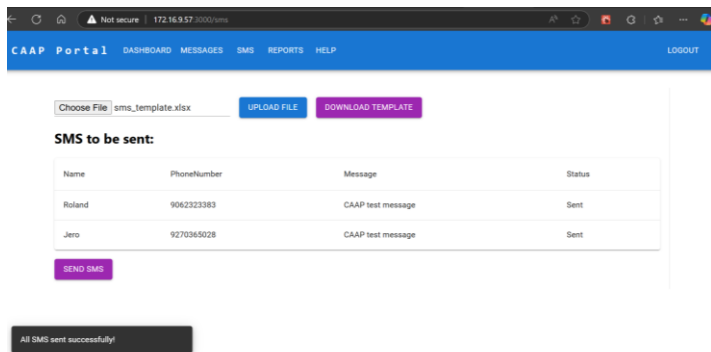 Not secure 172.16.9.57:3000/sms
CAAP Portal DASHBOARD MESSAGES SMS REPORTS HELP LOGOUT
Choose File sms_template.xlsx UPLOAD FILE DOWNLOAD TEMPLATE
SMS to be sent:
Name PhoneNumber Message Status
Roland 9062323383 CAAP test message Sent
Jero 9270365028 CAAP test message Sent
SEND SMS
All SMS sent successfully!